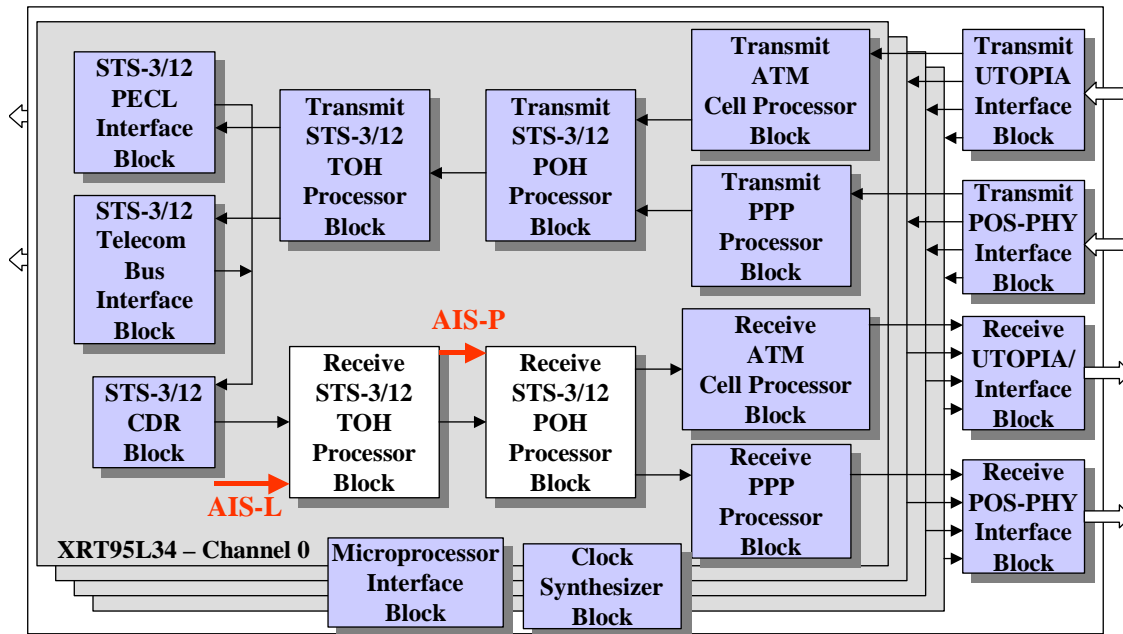 STS-3/12
PECL
Interface
Block
Transmit
STS-3/12
TOH
Processor
Block
Transmit
STS-3/12
POH
Processor
Block
Transmit
ATM
Cell Processor
Block
Transmit
UTOPIA
Interface
Block
STS-3/12
Telecom
Bus
Interface
Block
Transmit
PPP
Processor
Block
Transmit
POS-PHY
Interface
Block
AIS-P
STS-3/12
CDR
Block
Receive
STS-3/12
TOH
Processor
Block
Receive
STS-3/12
POH
Processor
Block
Receive
ATM
Cell Processor
Block
Receive
UTOPIA/
Interface
Block
AIS-L
Receive
PPP
Processor
Block
Receive
POS-PHY
Interface
Block
XRT95L34 – Channel 0
Microprocessor
Interface
Block
Clock
Synthesizer
Block